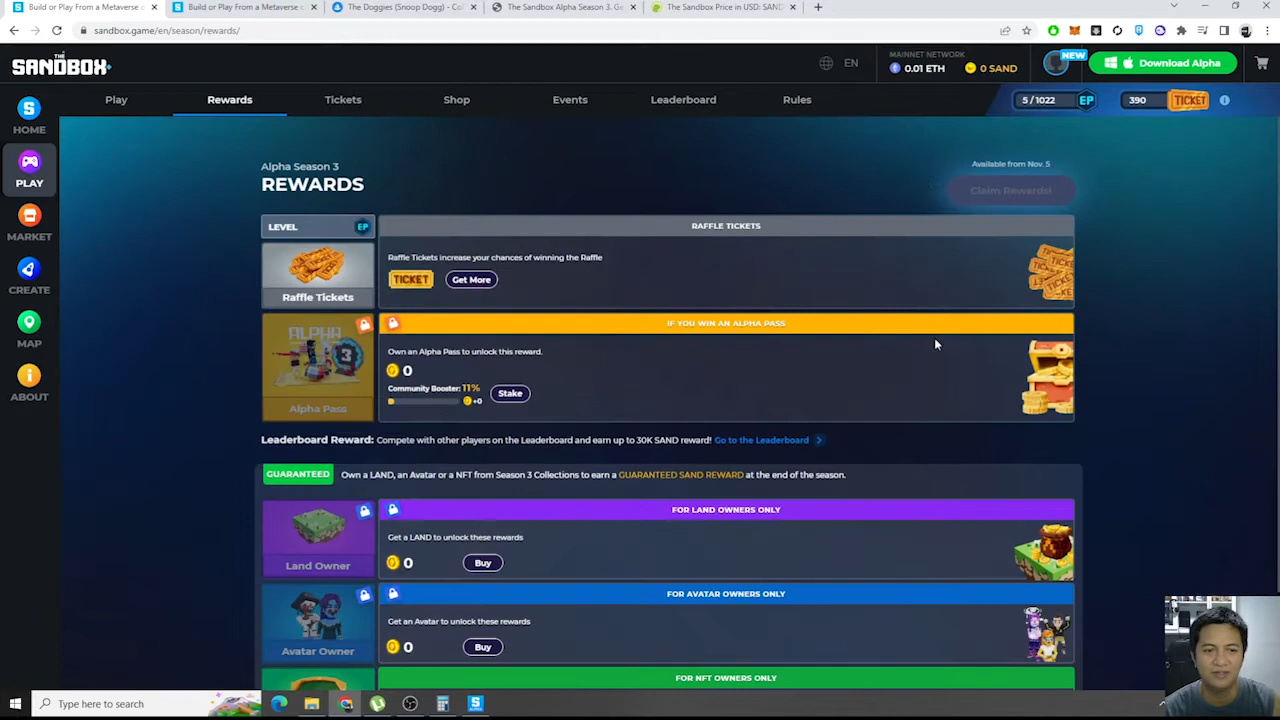 Build or Play From a Metaverse o
Build or Play From a Metaverse c
The Doggies (Snoop Dogg) - Co
The Sandbox Alpha Season 3. Ge
The Sandbox Price in USD: SAND
sandbox.game/en/season/rewards/
THE
SANDBOX
EN
MAINNET NETWORK
0.01 ETH
0 SAND
NEW
Download Alpha
Play
Rewards
Tickets
Shop
Events
Leaderboard
Rules
5 / 1022
EP
390
TICKET
HOME
PLAY
MARKET
CREATE
MAP
ABOUT
Alpha Season 3
REWARDS
Available from Nov. 5
Claim Rewards!
LEVEL
EP
RAFFLE TICKETS
Raffle Tickets
Raffle Tickets increase your chances of winning the Raffle
TICKET
Get More
IF YOU WIN AN ALPHA PASS
ALPHA
3
Alpha Pass
Own an Alpha Pass to unlock this reward.
0
Community Booster: 11%
+0
Stake
Leaderboard Reward: Compete with other players on the Leaderboard and earn up to 30K SAND reward! Go to the Leaderboard
GUARANTEED
Own a LAND, an Avatar or a NFT from Season 3 Collections to earn a GUARANTEED SAND REWARD at the end of the season.
FOR LAND OWNERS ONLY
Land Owner
Get a LAND to unlock these rewards
0
Buy
FOR AVATAR OWNERS ONLY
Avatar Owner
Get an Avatar to unlock these rewards
0
Buy
FOR NFT OWNERS ONLY
Type here to search